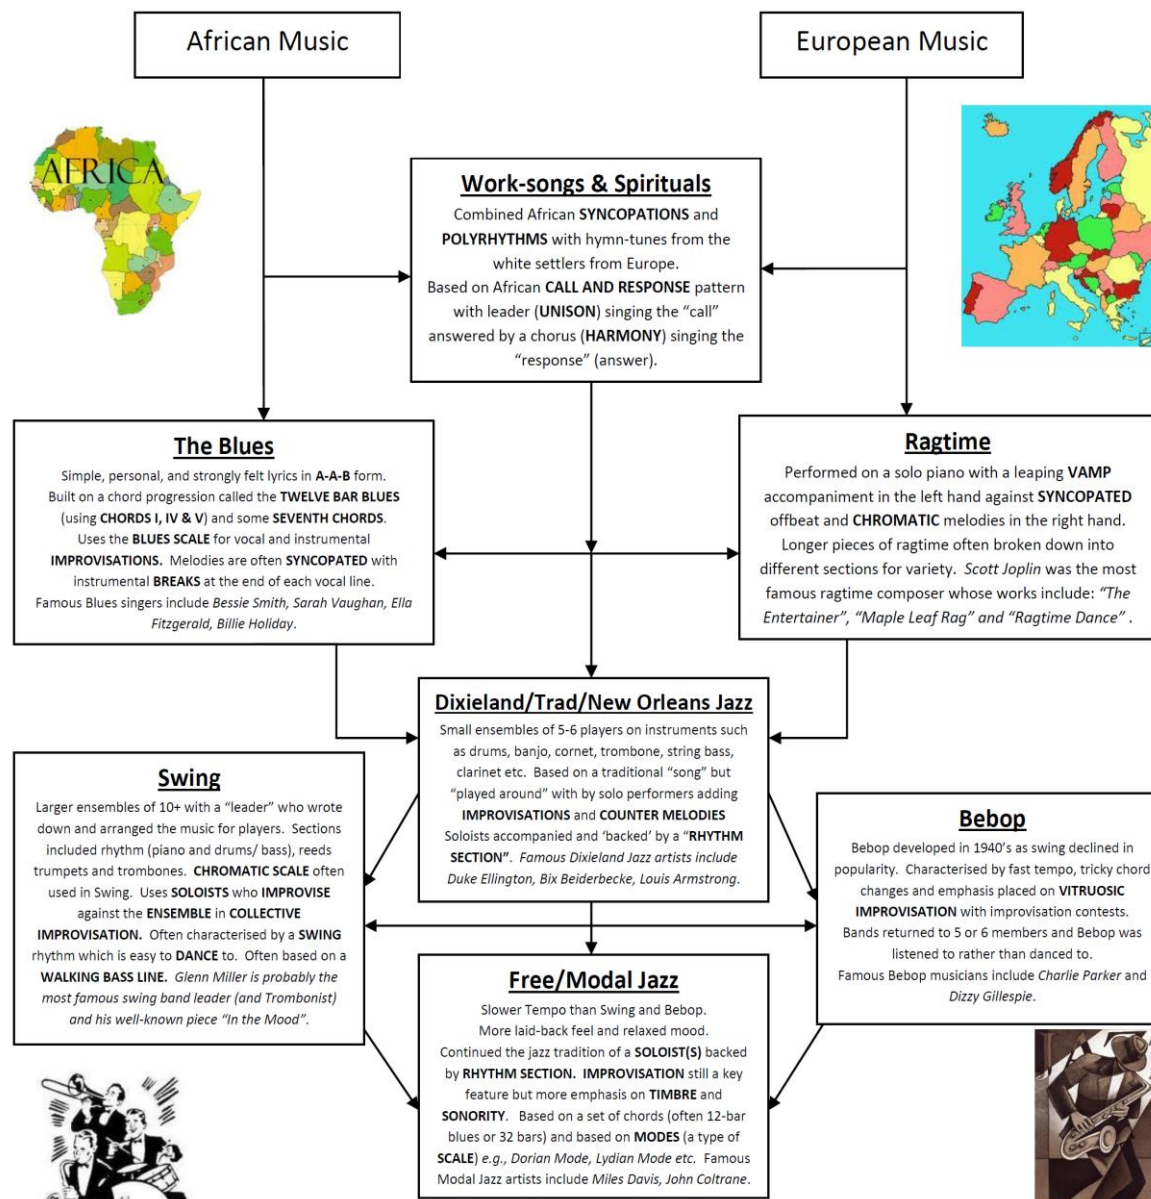 African Music
European Music
AFRICA
Work-songs & Spirituals
Combined African SYNCOPATIONS and
POLYRHYTHMS with hymn-tunes from the
white settlers from Europe.
Based on African CALL AND RESPONSE pattern
with leader (UNISON) singing the “call”
answered by a chorus (HARMONY) singing the
“response” (answer).
The Blues
Simple, personal, and strongly felt lyrics in A-A-B form.
Built on a chord progression called the TWELVE BAR BLUES
(using CHORDS I, IV & V) and some SEVENTH CHORDS.
Uses the BLUES SCALE for vocal and instrumental
IMPROVISATIONS. Melodies are often SYNCOPATED with
instrumental BREAKS at the end of each vocal line.
Famous Blues singers include Bessie Smith, Sarah Vaughan, Ella
Fitzgerald, Billie Holiday.
Ragtime
Performed on a solo piano with a leaping VAMP
accompaniment in the left hand against SYNCOPATED
offbeat and CHROMATIC melodies in the right hand.
Longer pieces of ragtime often broken down into
different sections for variety. Scott Joplin was the most
famous ragtime composer whose works include: “The
Entertainer”, “Maple Leaf Rag” and “Ragtime Dance” .
Dixieland/Trad/New Orleans Jazz
Small ensembles of 5-6 players on instruments such
as drums, banjo, cornet, trombone, string bass,
clarinet etc. Based on a traditional “song” but
“played around” with by solo performers adding
IMPROVISATIONS and COUNTER MELODIES
Soloists accompanied and ‘backed’ by a “RHYTHM
SECTION”. Famous Dixieland Jazz artists include
Duke Ellington, Bix Beiderbecke, Louis Armstrong.
Swing
Larger ensembles of 10+ with a “leader” who wrote
down and arranged the music for players. Sections
included rhythm (piano and drums/ bass), reeds
trumpets and trombones. CHROMATIC SCALE often
used in Swing. Uses SOLOISTS who IMPROVISE
against the ENSEMBLE in COLLECTIVE
IMPROVISATION. Often characterised by a SWING
rhythm which is easy to DANCE to. Often based on a
WALKING BASS LINE. Glenn Miller is probably the
most famous swing band leader (and Trombonist)
and his well-known piece “In the Mood”.
Bebop
Bebop developed in 1940’s as swing declined in
popularity. Characterised by fast tempo, tricky chord
changes and emphasis placed on VITRUOSIC
IMPROVISATION with improvisation contests.
Bands returned to 5 or 6 members and Bebop was
listened to rather than danced to.
Famous Bebop musicians include Charlie Parker and
Dizzy Gillespie.
Free/Modal Jazz
Slower Tempo than Swing and Bebop.
More laid-back feel and relaxed mood.
Continued the jazz tradition of a SOLOIST(S) backed
by RHYTHM SECTION. IMPROVISATION still a key
feature but more emphasis on TIMBRE and
SONORITY. Based on a set of chords (often 12-bar
blues or 32 bars) and based on MODES (a type of
SCALE) e.g., Dorian Mode, Lydian Mode etc. Famous
Modal Jazz artists include Miles Davis, John Coltrane.